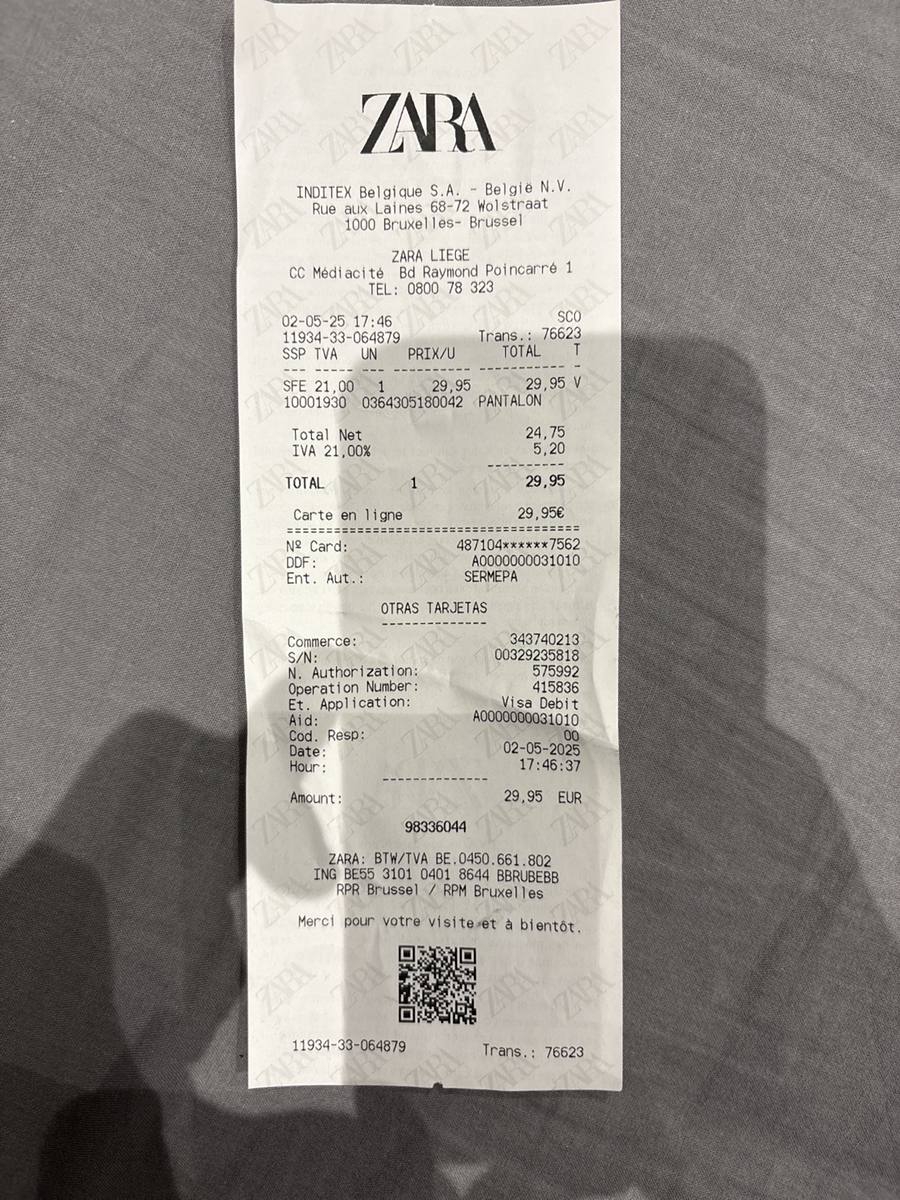 ZARA
INDITEX Belgique S.A. - België N.V.
Rue aux Laines 68-72 Wolstraat
1000 Bruxelles- Brussel
ZARA LIEGE
CC Médiacité Bd Raymond Poincarré 1
TEL: 0800 78 323
02-05-25 17:46 SCO
11934-33-064879 Trans.: 76623
SSP TVA UN PRIX/U TOTAL T
--- ----- --- ---------- ----------- -
SFE 21,00 1 29,95 29,95 V
10001930 0364305180042 PANTALON
Total Net 24,75
IVA 21,00% 5,20
----------
TOTAL 1 29,95
Carte en ligne 29,95€
======================================
Nº Card: 487104******7562
DDF: A0000000031010
Ent. Aut.: SERMEPA
OTRAS TARJETAS
--------------
Commerce: 343740213
S/N: 00329235818
N. Authorization: 575992
Operation Number: 415836
Et. Application: Visa Debit
Aid: A0000000031010
Cod. Resp: 00
Date: 02-05-2025
Hour: 17:46:37
--------------
Amount: 29,95 EUR
98336044
ZARA: BTW/TVA BE.0450.661.802
ING BE55 3101 0401 8644 BBRUBEBB
RPR Brussel / RPM Bruxelles
Merci pour votre visite et à bientôt.
11934-33-064879 Trans.: 76623